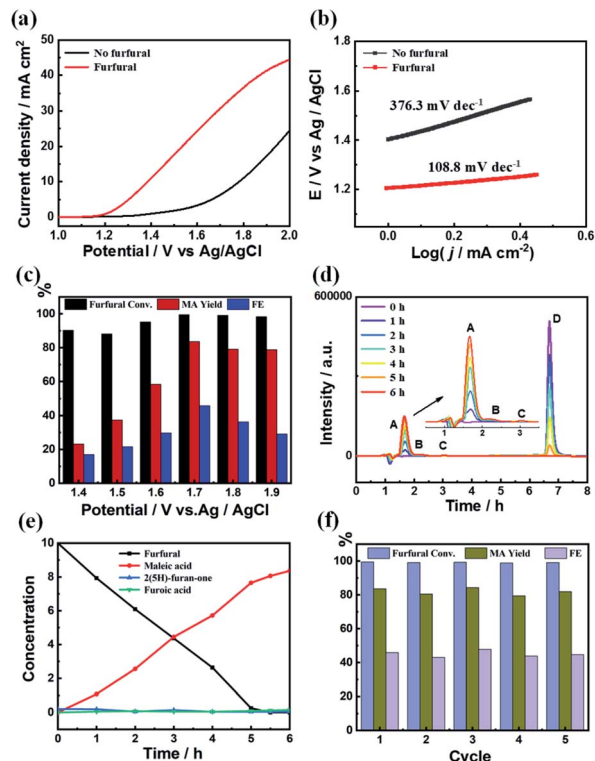 (a)
No furfural
Furfural
Current density / mA cm²
50
40
30
20
10
0
1.0 1.2 1.4 1.6 1.8 2.0
Potential / V vs Ag/AgCl
(b)
No furfural
Furfural
E / V vs Ag / AgCl
1.8
1.6
1.4
1.2
376.3 mV dec⁻¹
108.8 mV dec⁻¹
0.0 0.2 0.4 0.6
Log( j / mA cm⁻²)
(c)
%
Furfural Conv. MA Yield FE
100
80
60
40
20
0
1.4 1.5 1.6 1.7 1.8 1.9
Potential / V vs.Ag / AgCl
(d)
600000
0
Intensity / a.u.
0 h
1 h
2 h
3 h
4 h
5 h
6 h
A
B
C
1 2 3
A
B
C
D
0 1 2 3 4 5 6 7 8
Time / h
(e)
Furfural
Maleic acid
2(5H)-furan-one
Furoic acid
Concentration
10
8
6
4
2
0
0 1 2 3 4 5 6
Time / h
(f)
%
Furfural Conv. MA Yield FE
100
80
60
40
20
0
1 2 3 4 5
Cycle